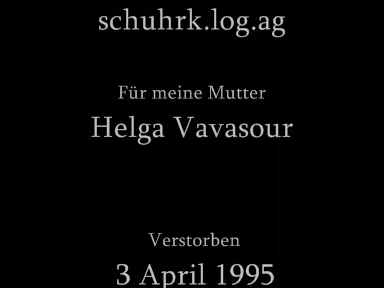 schuhrk.log.ag
Für meine Mutter
Helga Vavasour
Verstorben
3 April 1995